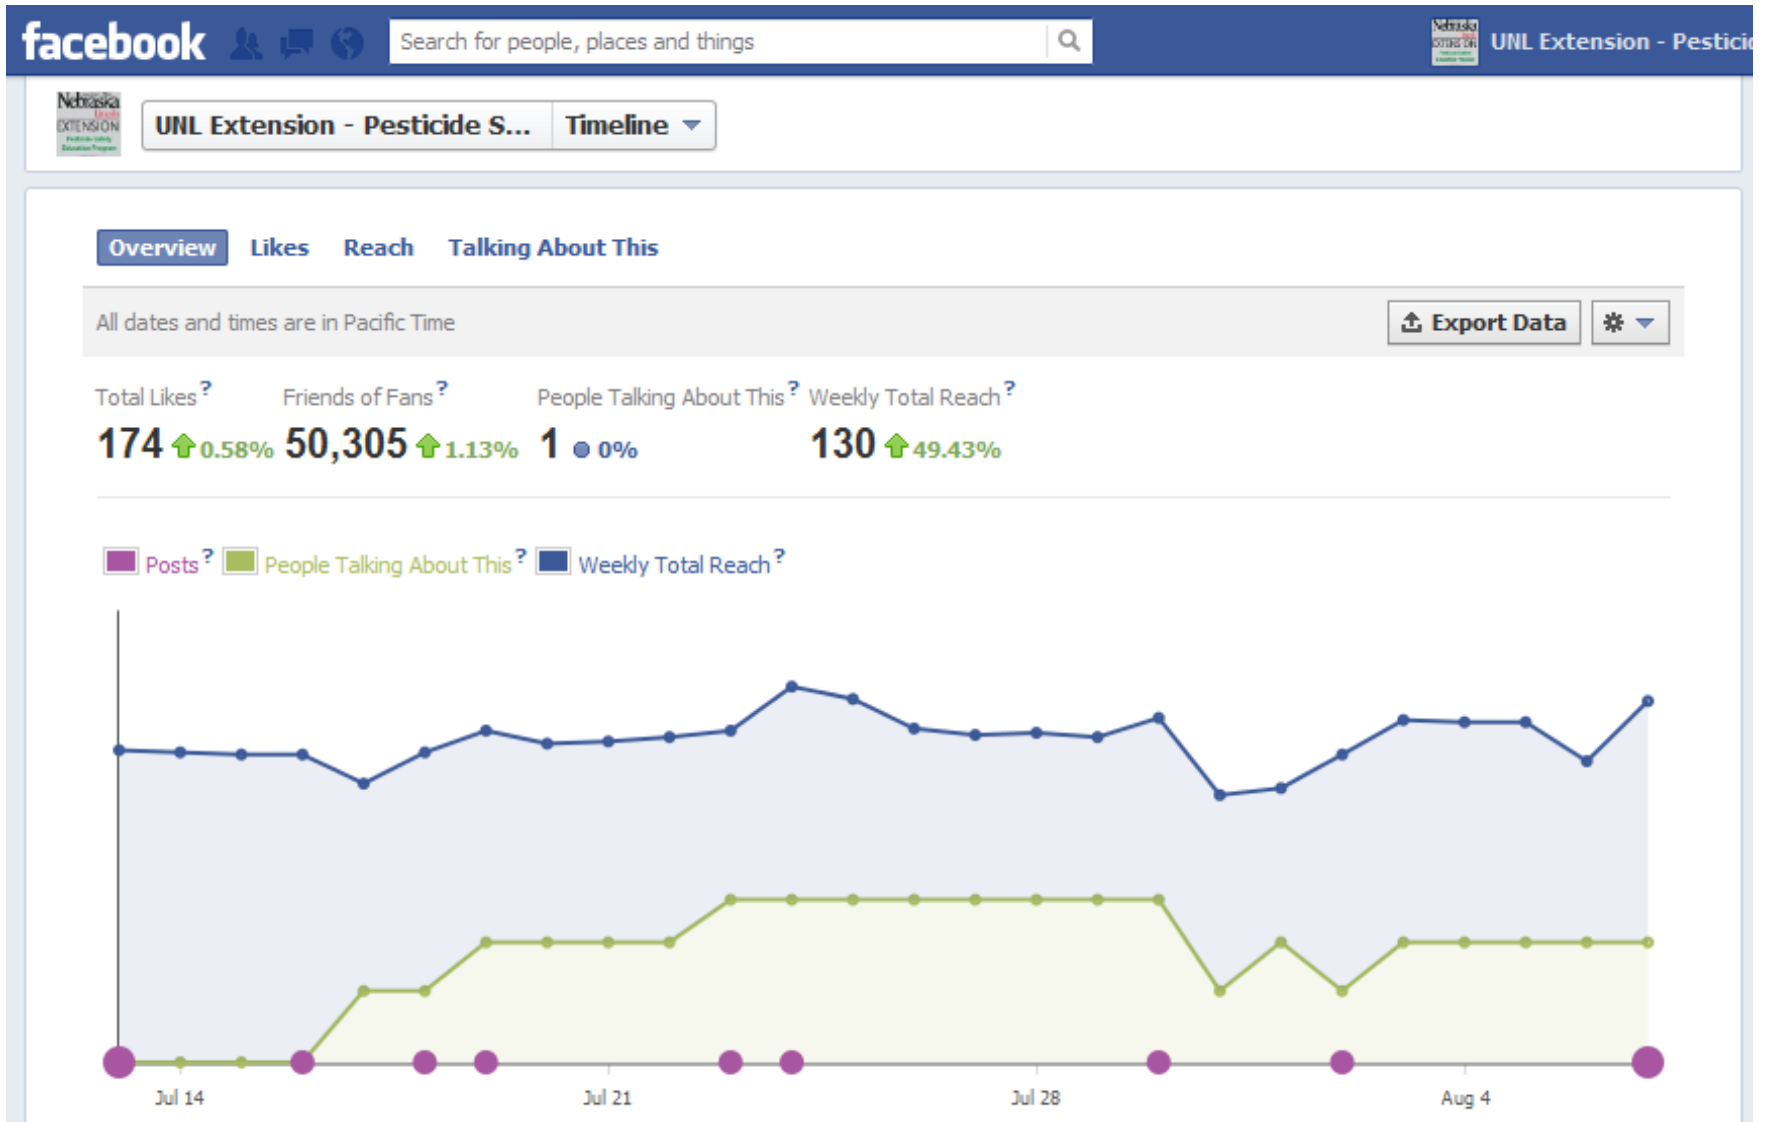 facebook
Search for people, places and things
UNL Extension - Pestici
Nebraska
EXTENSION
UNL Extension - Pesticide S...
Timeline
Overview
Likes
Reach
Talking About This
All dates and times are in Pacific Time
Export Data
Total Likes?
Friends of Fans?
People Talking About This?
Weekly Total Reach?
174 0.58%
50,305 1.13%
1 0%
130 49.43%
Posts?
People Talking About This?
Weekly Total Reach?
Jul 14
Jul 21
Jul 28
Aug 4